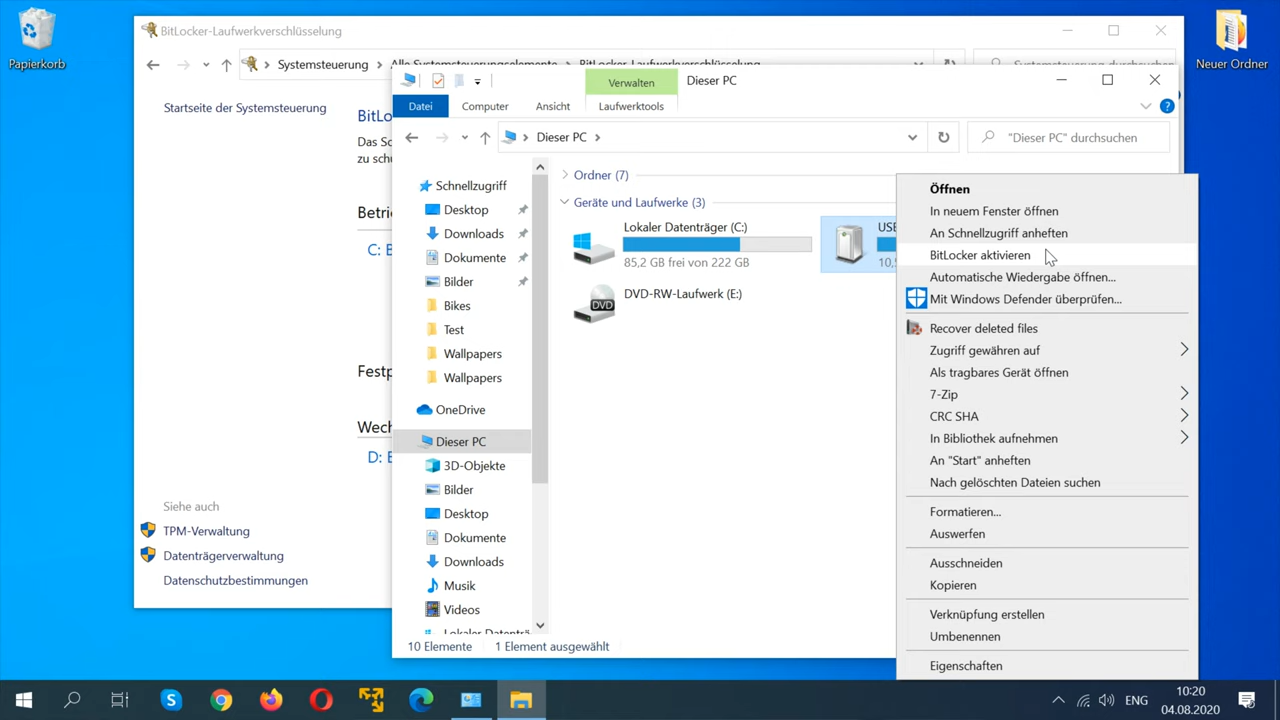 Papierkorb
Neuer Ordner
BitLocker-Laufwerkverschlüsselung
Systemsteuerung
Alle Systemsteuerungselemente
BitLocker-Laufwerkverschlüsselung
Systemsteuerung durchsuchen
Startseite der Systemsteuerung
BitLo
Das So
zu schü
Betrie
C: B
Festp
Wech
D: B
Siehe auch
TPM-Verwaltung
Datenträgerverwaltung
Datenschutzbestimmungen
Verwalten
Dieser PC
Datei
Computer
Ansicht
Laufwerktools
Dieser PC
"Dieser PC" durchsuchen
Schnellzugriff
Desktop
Downloads
Dokumente
Bilder
Bikes
Test
Wallpapers
Wallpapers
OneDrive
Dieser PC
3D-Objekte
Bilder
Desktop
Dokumente
Downloads
Musik
Videos
Ordner (7)
Geräte und Laufwerke (3)
Lokaler Datenträger (C:)
85,2 GB frei von 222 GB
DVD-RW-Laufwerk (E:)
DVD
USB
10,5
10 Elemente
1 Element ausgewählt
Öffnen
In neuem Fenster öffnen
An Schnellzugriff anheften
BitLocker aktivieren
Automatische Wiedergabe öffnen...
Mit Windows Defender überprüfen...
Recover deleted files
Zugriff gewähren auf
Als tragbares Gerät öffnen
7-Zip
CRC SHA
In Bibliothek aufnehmen
An "Start" anheften
Nach gelöschten Dateien suchen
Formatieren...
Auswerfen
Ausschneiden
Kopieren
Verknüpfung erstellen
Umbenennen
Eigenschaften
ENG
10:20
04.08.2020